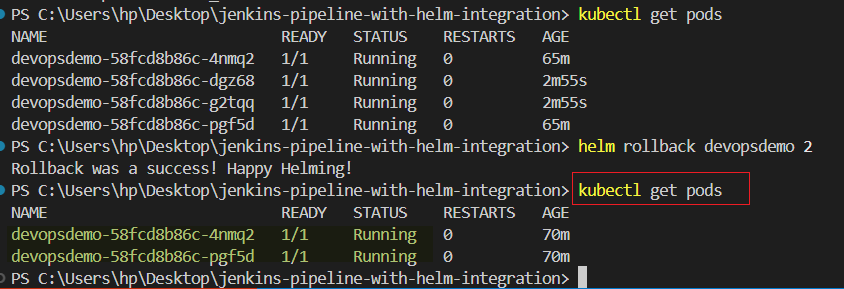 PS C:\Users\hp\Desktop\jenkins-pipeline-with-helm-integration> kubectl get pods
NAME READY STATUS RESTARTS AGE
devopsdemo-58fcd8b86c-4nmq2 1/1 Running 0 65m
devopsdemo-58fcd8b86c-dgz68 1/1 Running 0 2m55s
devopsdemo-58fcd8b86c-g2tqq 1/1 Running 0 2m55s
devopsdemo-58fcd8b86c-pgf5d 1/1 Running 0 65m
PS C:\Users\hp\Desktop\jenkins-pipeline-with-helm-integration> helm rollback devopsdemo 2
Rollback was a success! Happy Helming!
PS C:\Users\hp\Desktop\jenkins-pipeline-with-helm-integration> kubectl get pods
NAME READY STATUS RESTARTS AGE
devopsdemo-58fcd8b86c-4nmq2 1/1 Running 0 70m
devopsdemo-58fcd8b86c-pgf5d 1/1 Running 0 70m
PS C:\Users\hp\Desktop\jenkins-pipeline-with-helm-integration>